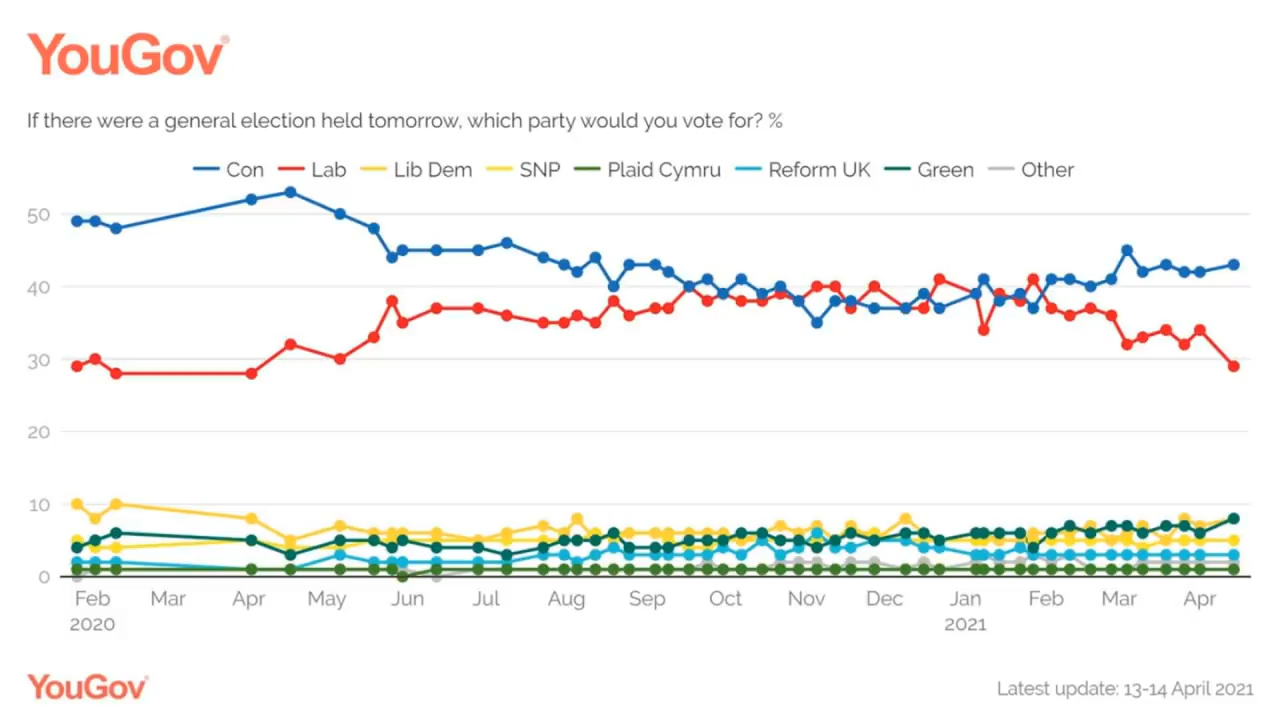 YouGov®
If there were a general election held tomorrow, which party would you vote for? %
Con Lab Lib Dem SNP Plaid Cymru Reform UK Green Other
50
40
30
20
10
0
Feb Mar Apr May Jun Jul Aug Sep Oct Nov Dec Jan Feb Mar Apr
2020 2021
YouGov®
Latest update: 13-14 April 2021